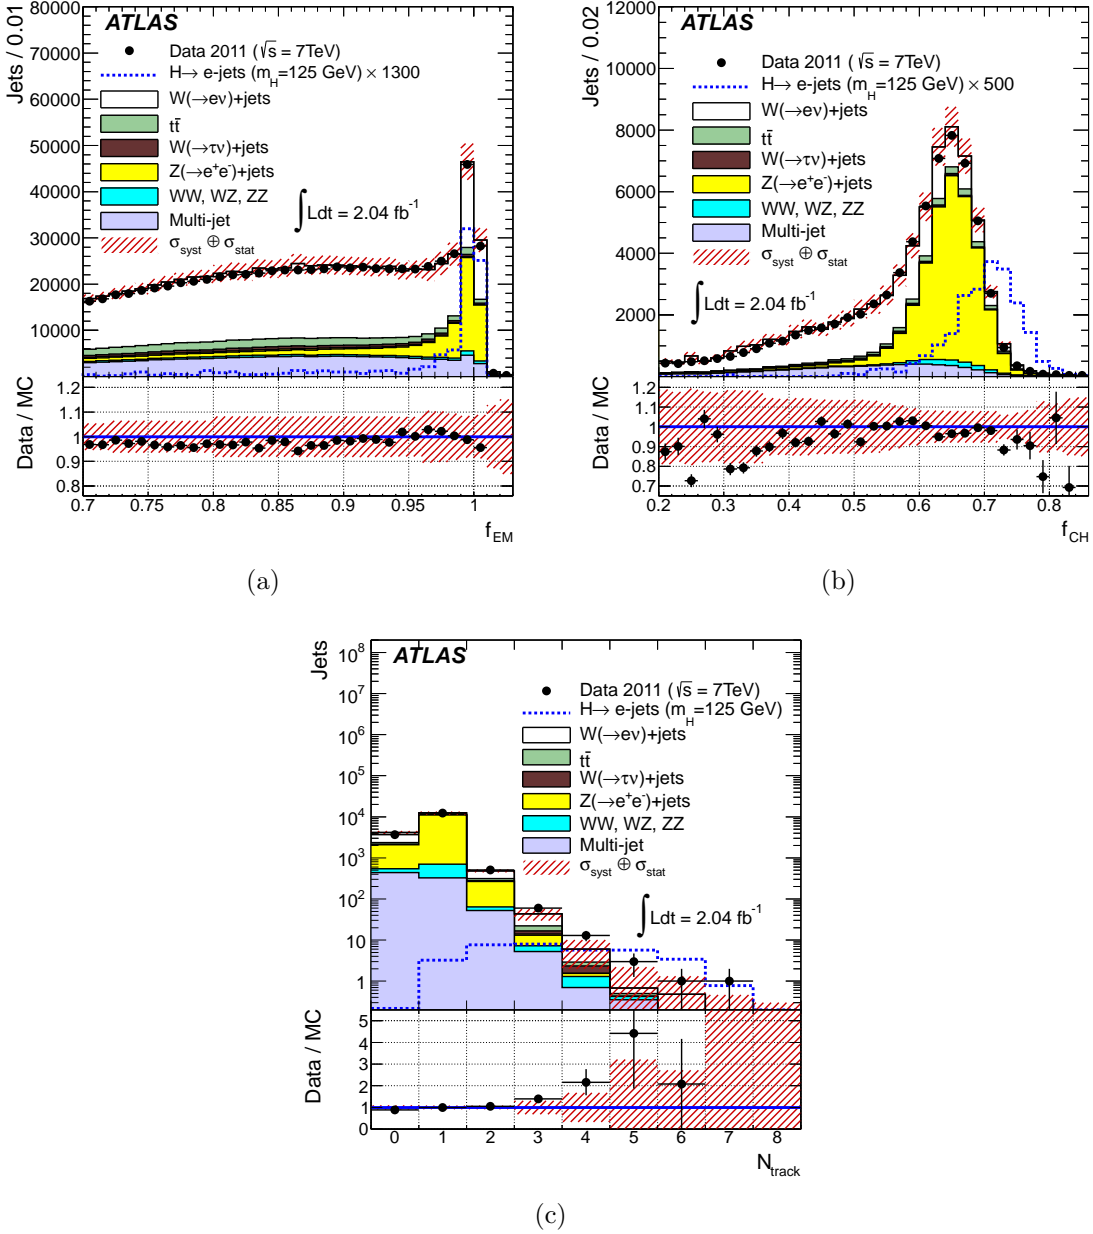 ATLAS
Jets / 0.01
80000
70000
60000
50000
40000
30000
20000
10000
Data 2011 (√s = 7TeV)
H→ e-jets (m_H=125 GeV) × 1300
W(→eν)+jets
tt̄
W(→τν)+jets
Z(→e⁺e⁻)+jets
WW, WZ, ZZ
Multi-jet
σ_syst ⊕ σ_stat
∫ Ldt = 2.04 fb⁻¹
Data / MC
1.2
1.1
1
0.9
0.8
0.7 0.75 0.8 0.85 0.9 0.95 1
f_EM
(a)
ATLAS
Jets / 0.02
12000
10000
8000
6000
4000
2000
Data 2011 (√s = 7TeV)
H→ e-jets (m_H=125 GeV) × 500
W(→eν)+jets
tt̄
W(→τν)+jets
Z(→e⁺e⁻)+jets
WW, WZ, ZZ
Multi-jet
σ_syst ⊕ σ_stat
∫ Ldt = 2.04 fb⁻¹
Data / MC
1.2
1.1
1
0.9
0.8
0.7
0.2 0.3 0.4 0.5 0.6 0.7 0.8
f_CH
(b)
ATLAS
Jets
10⁸
10⁷
10⁶
10⁵
10⁴
10³
10²
10
1
Data 2011 (√s = 7TeV)
H→ e-jets (m_H=125 GeV)
W(→eν)+jets
tt̄
W(→τν)+jets
Z(→e⁺e⁻)+jets
WW, WZ, ZZ
Multi-jet
σ_syst ⊕ σ_stat
∫ Ldt = 2.04 fb⁻¹
Data / MC
5
4
3
2
1
0
0 1 2 3 4 5 6 7 8
N_track
(c)